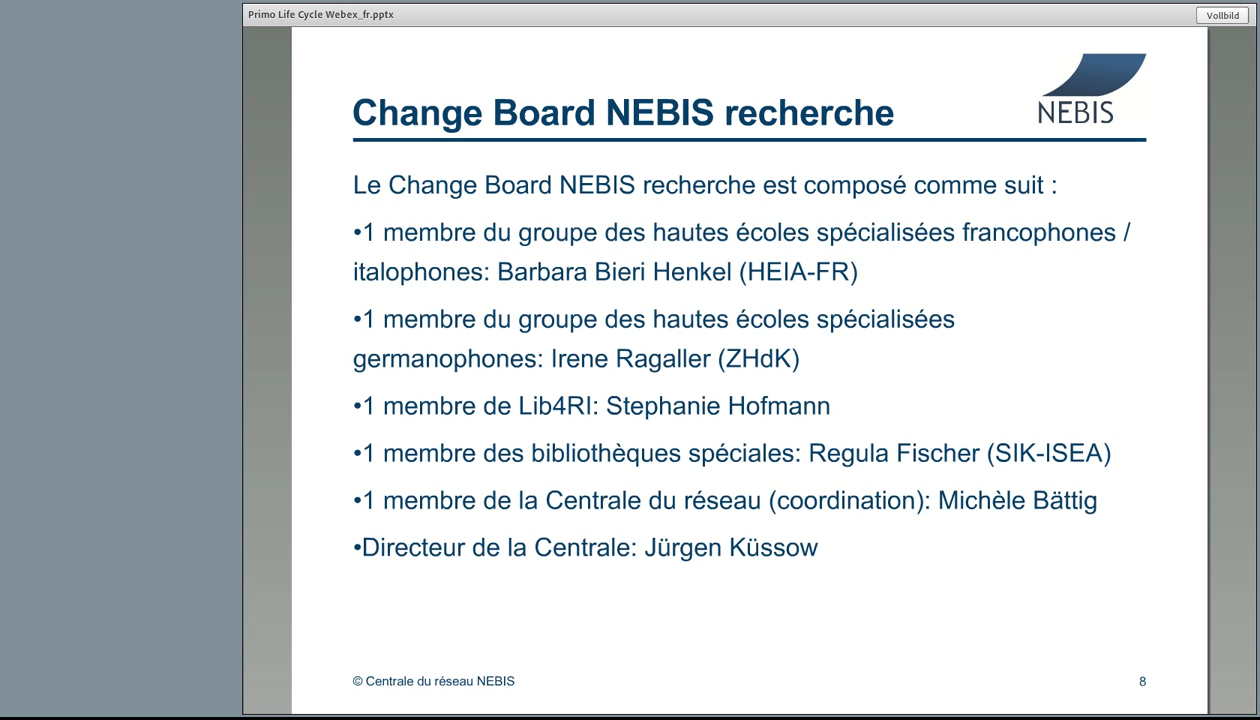 Primo Life Cycle Webex_fr.pptx
Vollbild
NEBIS
Change Board NEBIS recherche
Le Change Board NEBIS recherche est composé comme suit :
•1 membre du groupe des hautes écoles spécialisées francophones /
italophones: Barbara Bieri Henkel (HEIA-FR)
•1 membre du groupe des hautes écoles spécialisées
germanophones: Irene Ragaller (ZHdK)
•1 membre de Lib4RI: Stephanie Hofmann
•1 membre des bibliothèques spéciales: Regula Fischer (SIK-ISEA)
•1 membre de la Centrale du réseau (coordination): Michèle Bättig
•Directeur de la Centrale: Jürgen Küssow
© Centrale du réseau NEBIS
8